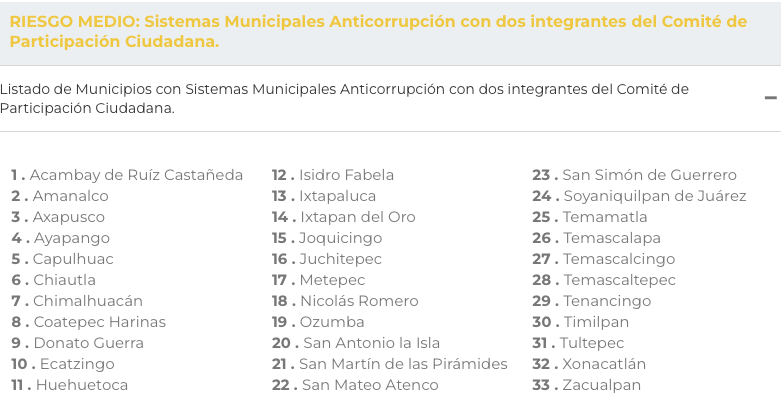 RIESGO MEDIO: Sistemas Municipales Anticorrupción con dos integrantes del Comité de
Participación Ciudadana.
Listado de Municipios con Sistemas Municipales Anticorrupción con dos integrantes del Comité de
Participación Ciudadana.
1 . Acambay de Ruíz Castañeda
2 . Amanalco
3 . Axapusco
4 . Ayapango
5 . Capulhuac
6 . Chiautla
7 . Chimalhuacán
8 . Coatepec Harinas
9 . Donato Guerra
10 . Ecatzingo
11 . Huehuetoca
12 . Isidro Fabela
13 . Ixtapaluca
14 . Ixtapan del Oro
15 . Joquicingo
16 . Juchitepec
17 . Metepec
18 . Nicolás Romero
19 . Ozumba
20 . San Antonio la Isla
21 . San Martín de las Pirámides
22 . San Mateo Atenco
23 . San Simón de Guerrero
24 . Soyaniquilpan de Juárez
25 . Temamatla
26 . Temascalapa
27 . Temascalcingo
28 . Temascaltepec
29 . Tenancingo
30 . Timilpan
31 . Tultepec
32 . Xonacatlán
33 . Zacualpan